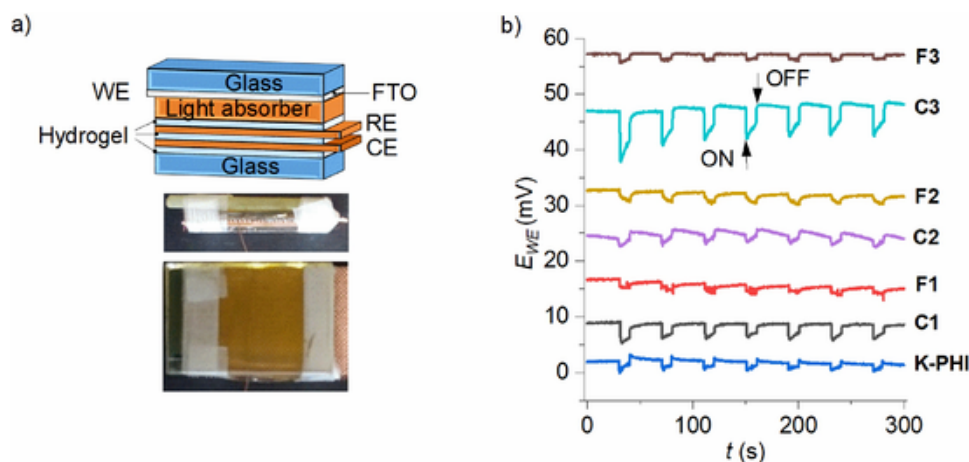 a)
Glass
WE
FTO
Light absorber
RE
Hydrogel
CE
Glass
b)
60
50
40
30
20
10
0
E_WE (mV)
F3
OFF
C3
ON
F2
C2
F1
C1
K-PHI
0
100
200
300
t (s)